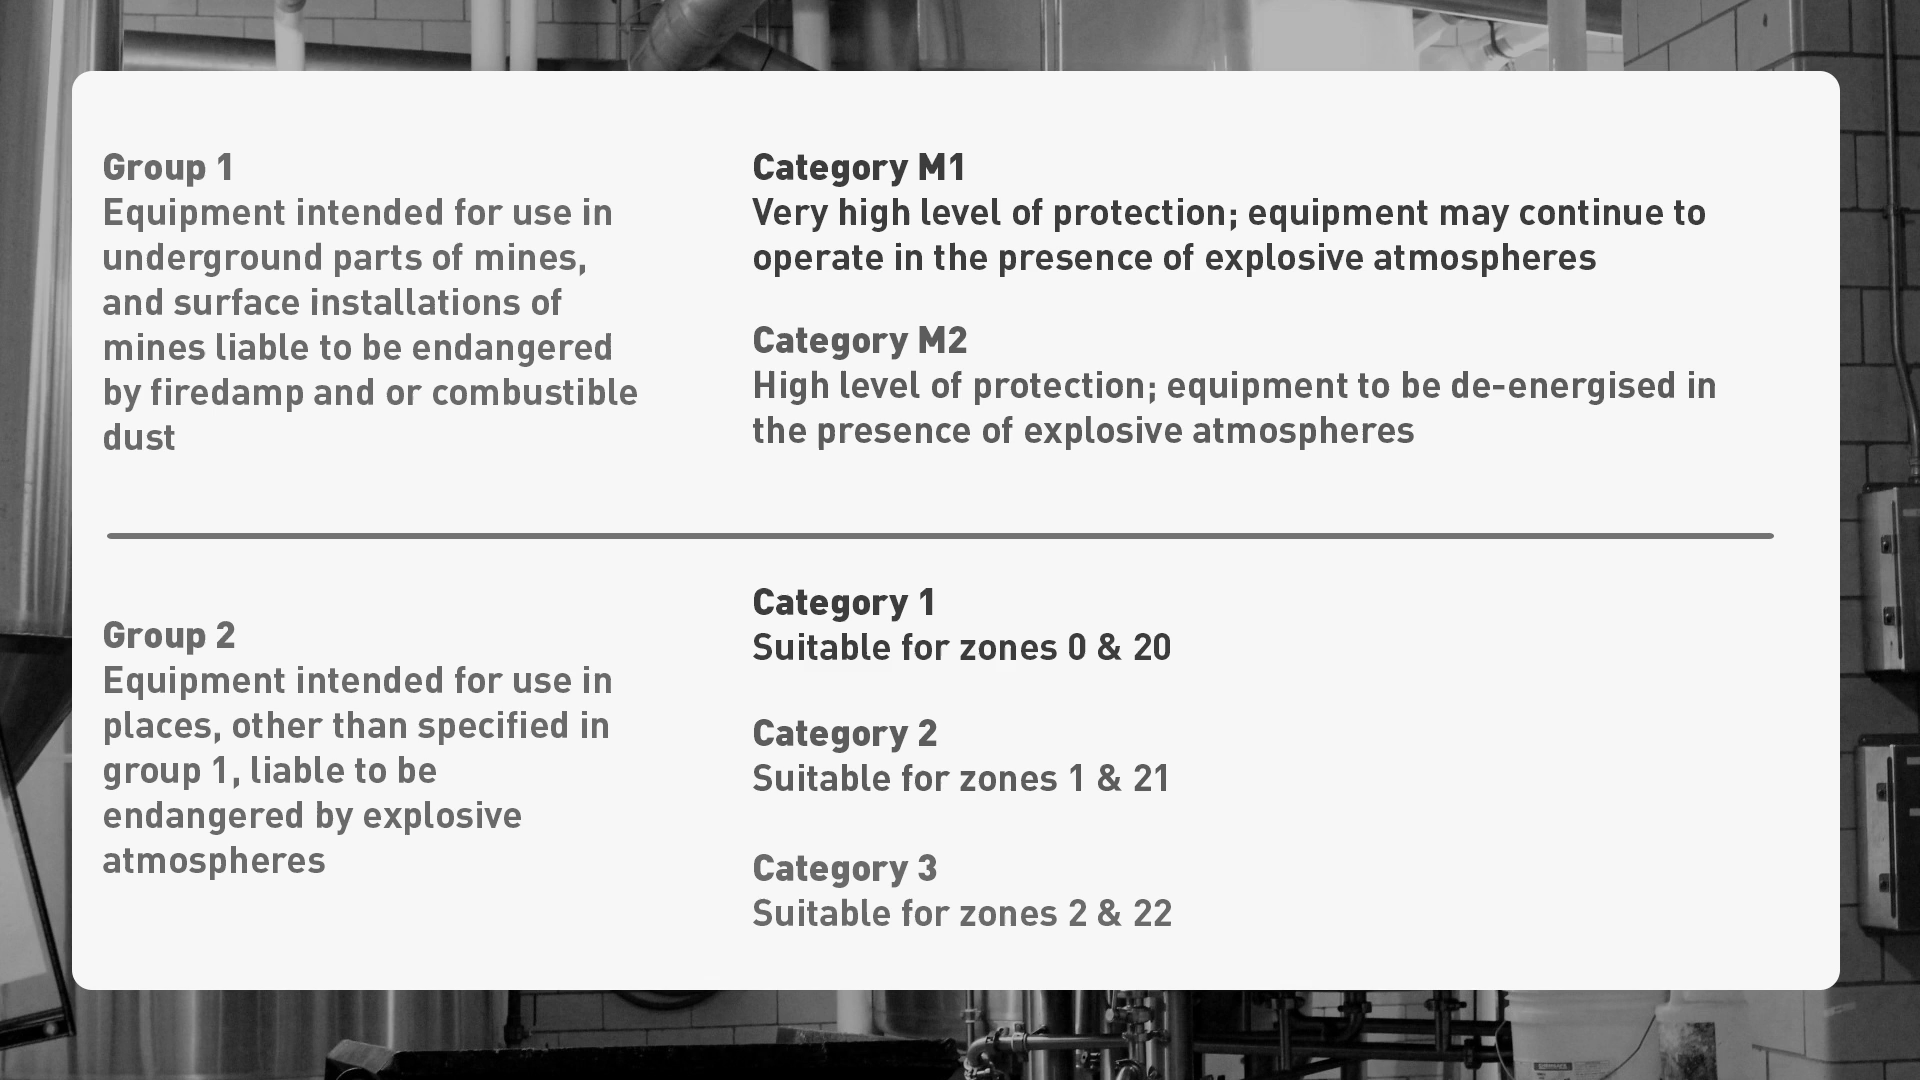 Group 1
Equipment intended for use in
underground parts of mines,
and surface installations of
mines liable to be endangered
by firedamp and or combustible
dust
Category M1
Very high level of protection; equipment may continue to
operate in the presence of explosive atmospheres
Category M2
High level of protection; equipment to be de-energised in
the presence of explosive atmospheres
Group 2
Equipment intended for use in
places, other than specified in
group 1, liable to be
endangered by explosive
atmospheres
Category 1
Suitable for zones 0 & 20
Category 2
Suitable for zones 1 & 21
Category 3
Suitable for zones 2 & 22